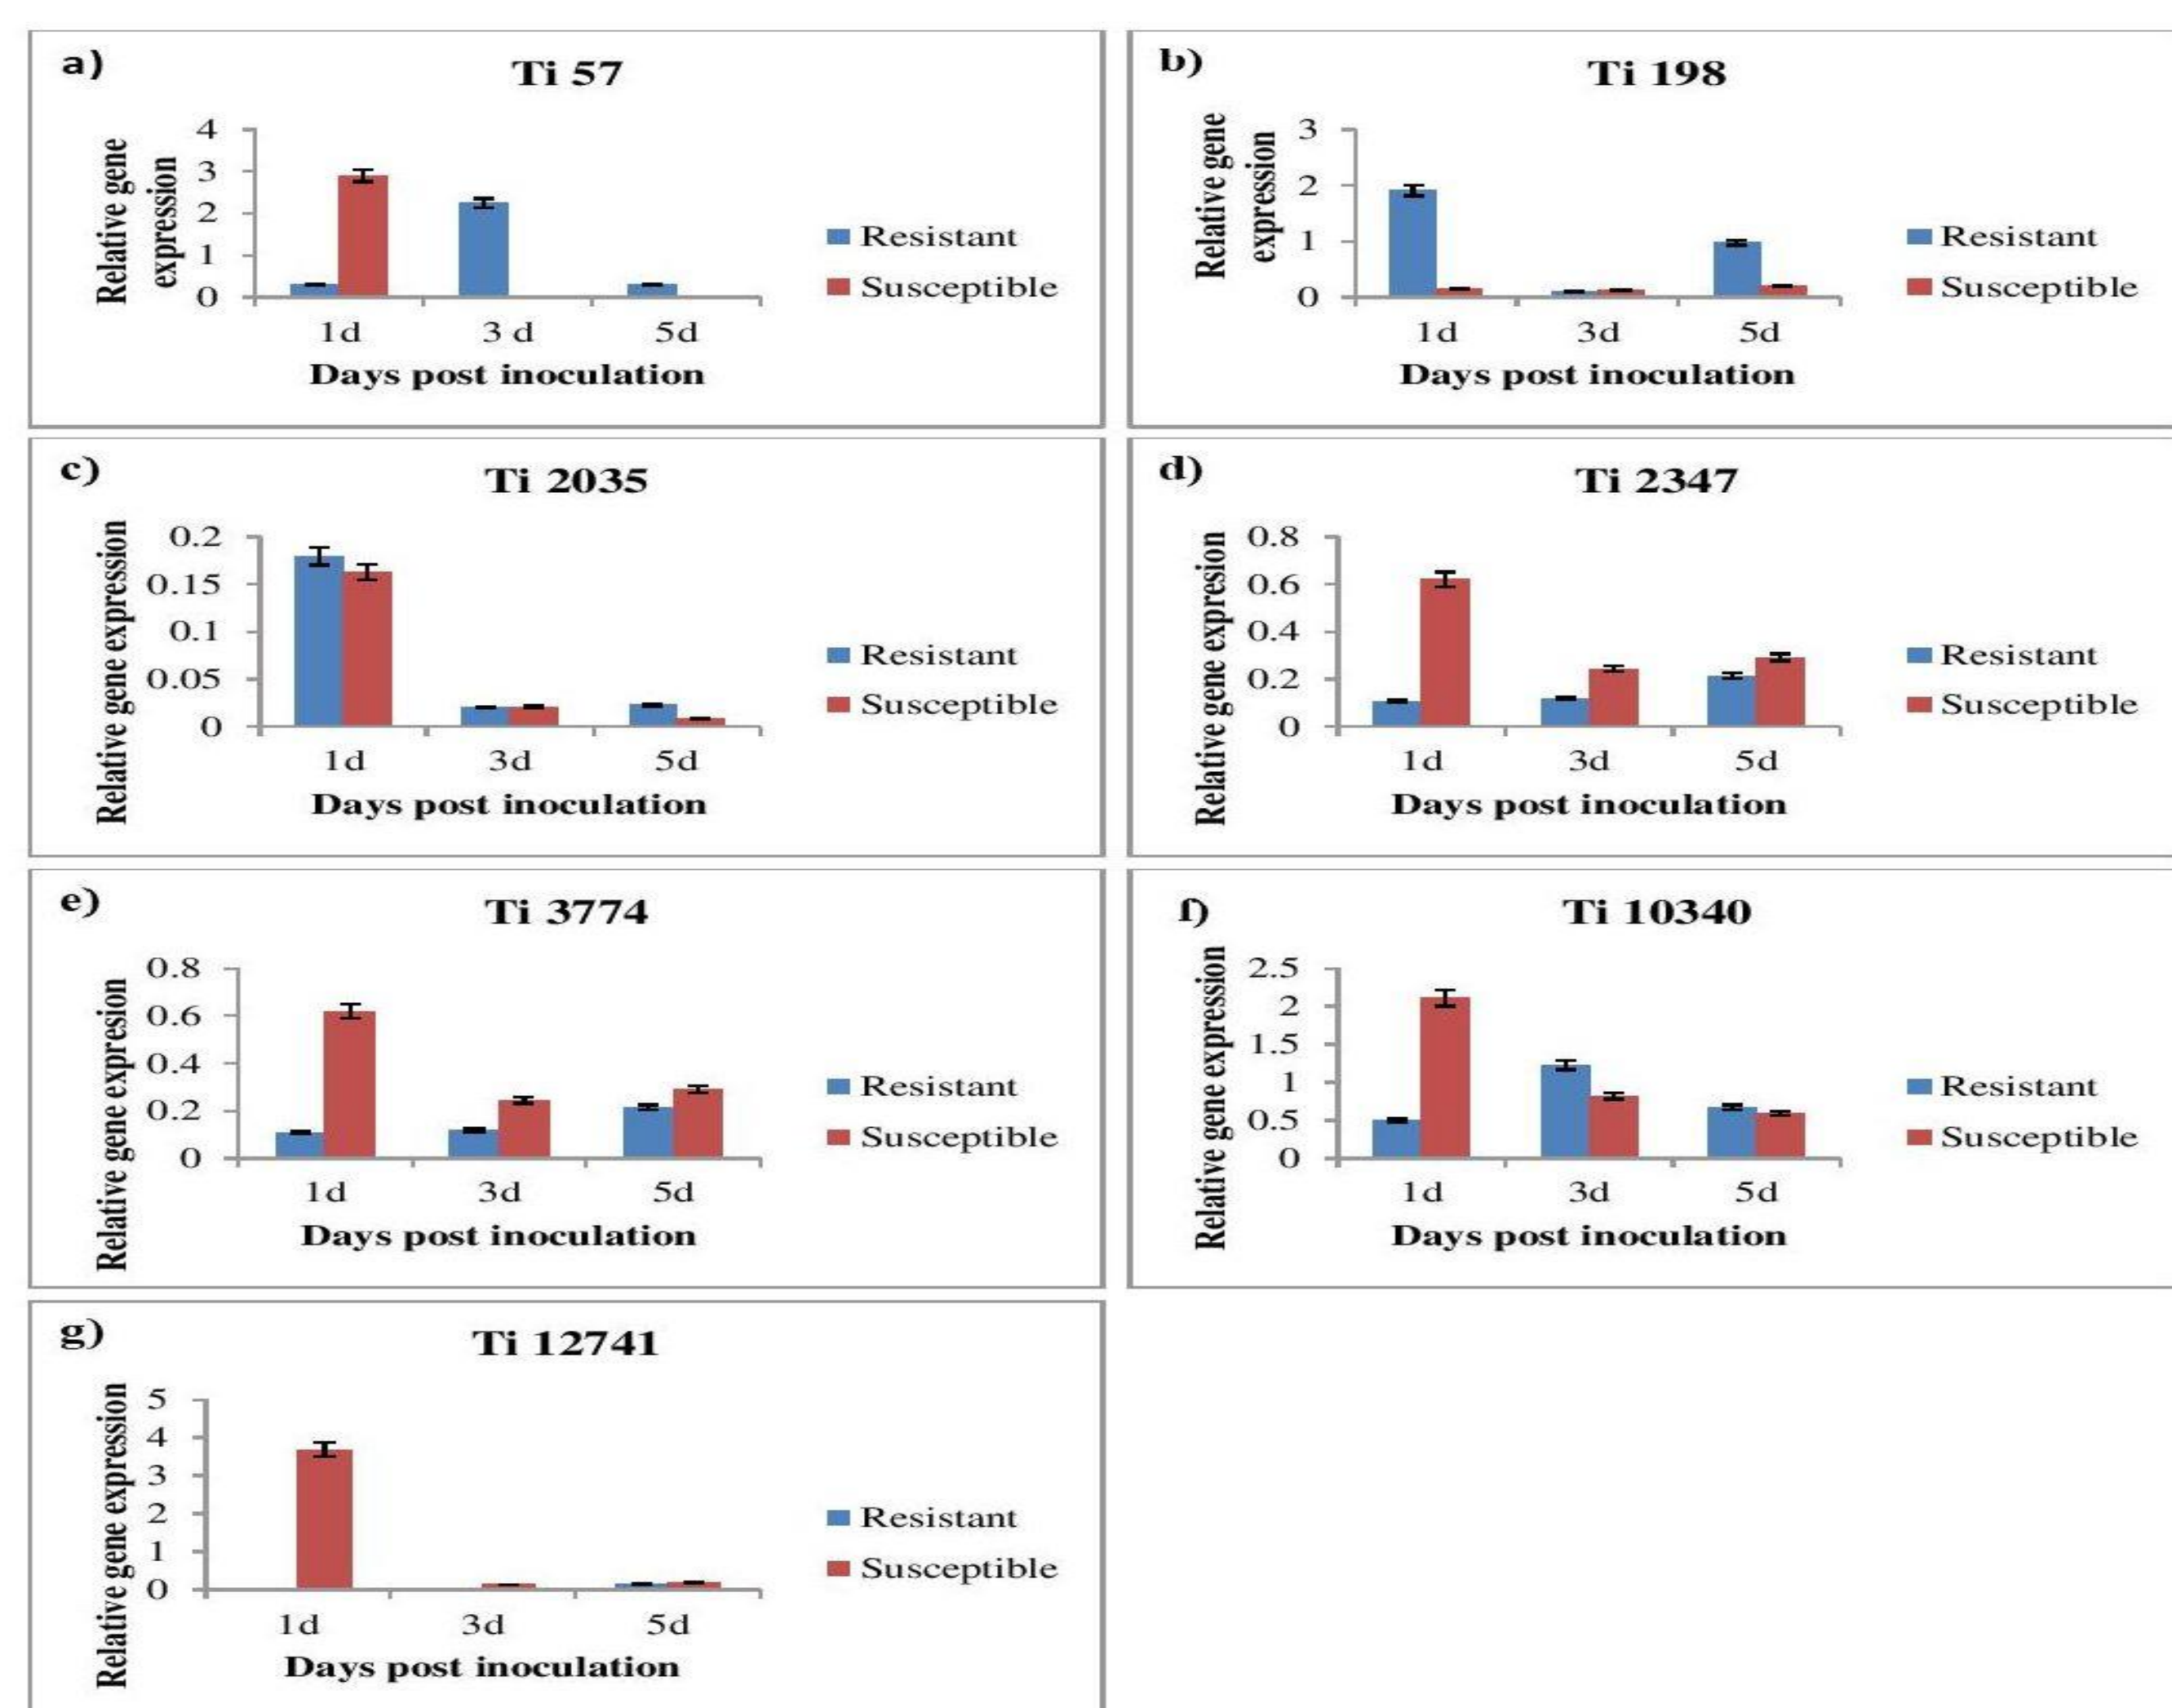 a)
Ti 57
Relative gene
expression
4
3
2
1
0
1d 3 d 5d
Days post inoculation
Resistant
Susceptible
b)
Ti 198
Relative gene
expression
3
2
1
0
1d 3d 5d
Days post inoculation
Resistant
Susceptible
c)
Ti 2035
Relative gene expression
0.2
0.15
0.1
0.05
0
1d 3d 5d
Days post inoculation
Resistant
Susceptible
d)
Ti 2347
Relative gene expresion
0.8
0.6
0.4
0.2
0
1d 3d 5d
Days post inoculation
Resistant
Susceptible
e)
Ti 3774
Relative gene expresion
0.8
0.6
0.4
0.2
0
1d 3d 5d
Days post inoculation
Resistant
Susceptible
f)
Ti 10340
Relative gene expression
2.5
2
1.5
1
0.5
0
1d 3d 5d
Days post inoculation
Resistant
Susceptible
g)
Ti 12741
Relative gene expression
5
4
3
2
1
0
1d 3d 5d
Days post inoculation
Resistant
Susceptible